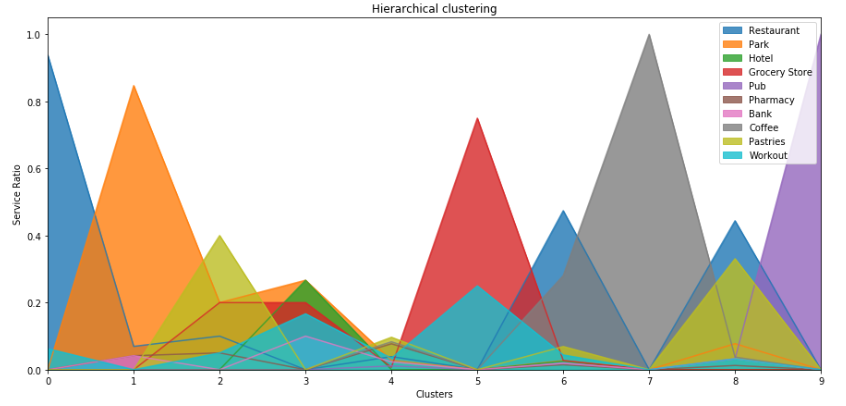 Hierarchical clustering
1.0
0.8
0.6
0.4
0.2
0.0
Service Ratio
Restaurant
Park
Hotel
Grocery Store
Pub
Pharmacy
Bank
Coffee
Pastries
Workout
0 1 2 3 4 5 6 7 8 9
Clusters